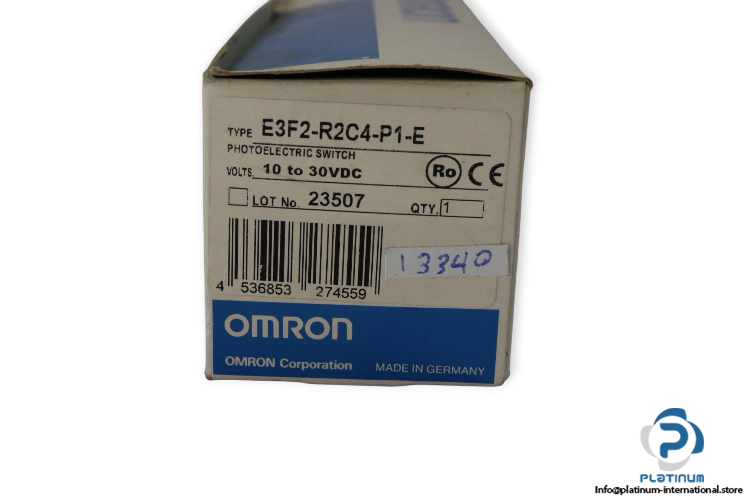 TYPE E3F2-R2C4-P1-E
PHOTOELECTRIC SWITCH
VOLTS. 10 to 30VDC
Ro CE
LOT No. 23507
QTY. 1
13340
4 536853 274559
OMRON
OMRON Corporation
MADE IN GERMANY
PLATINUM
Info@platinum-international.store